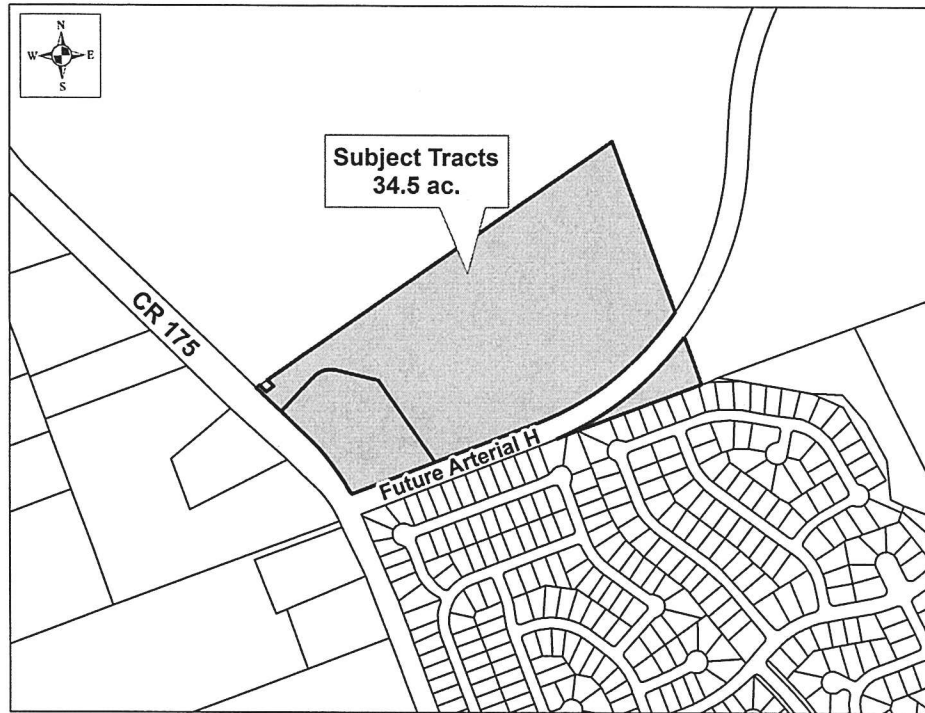 N
W E
S
Subject Tracts
34.5 ac.
CR 175
Future Arterial H